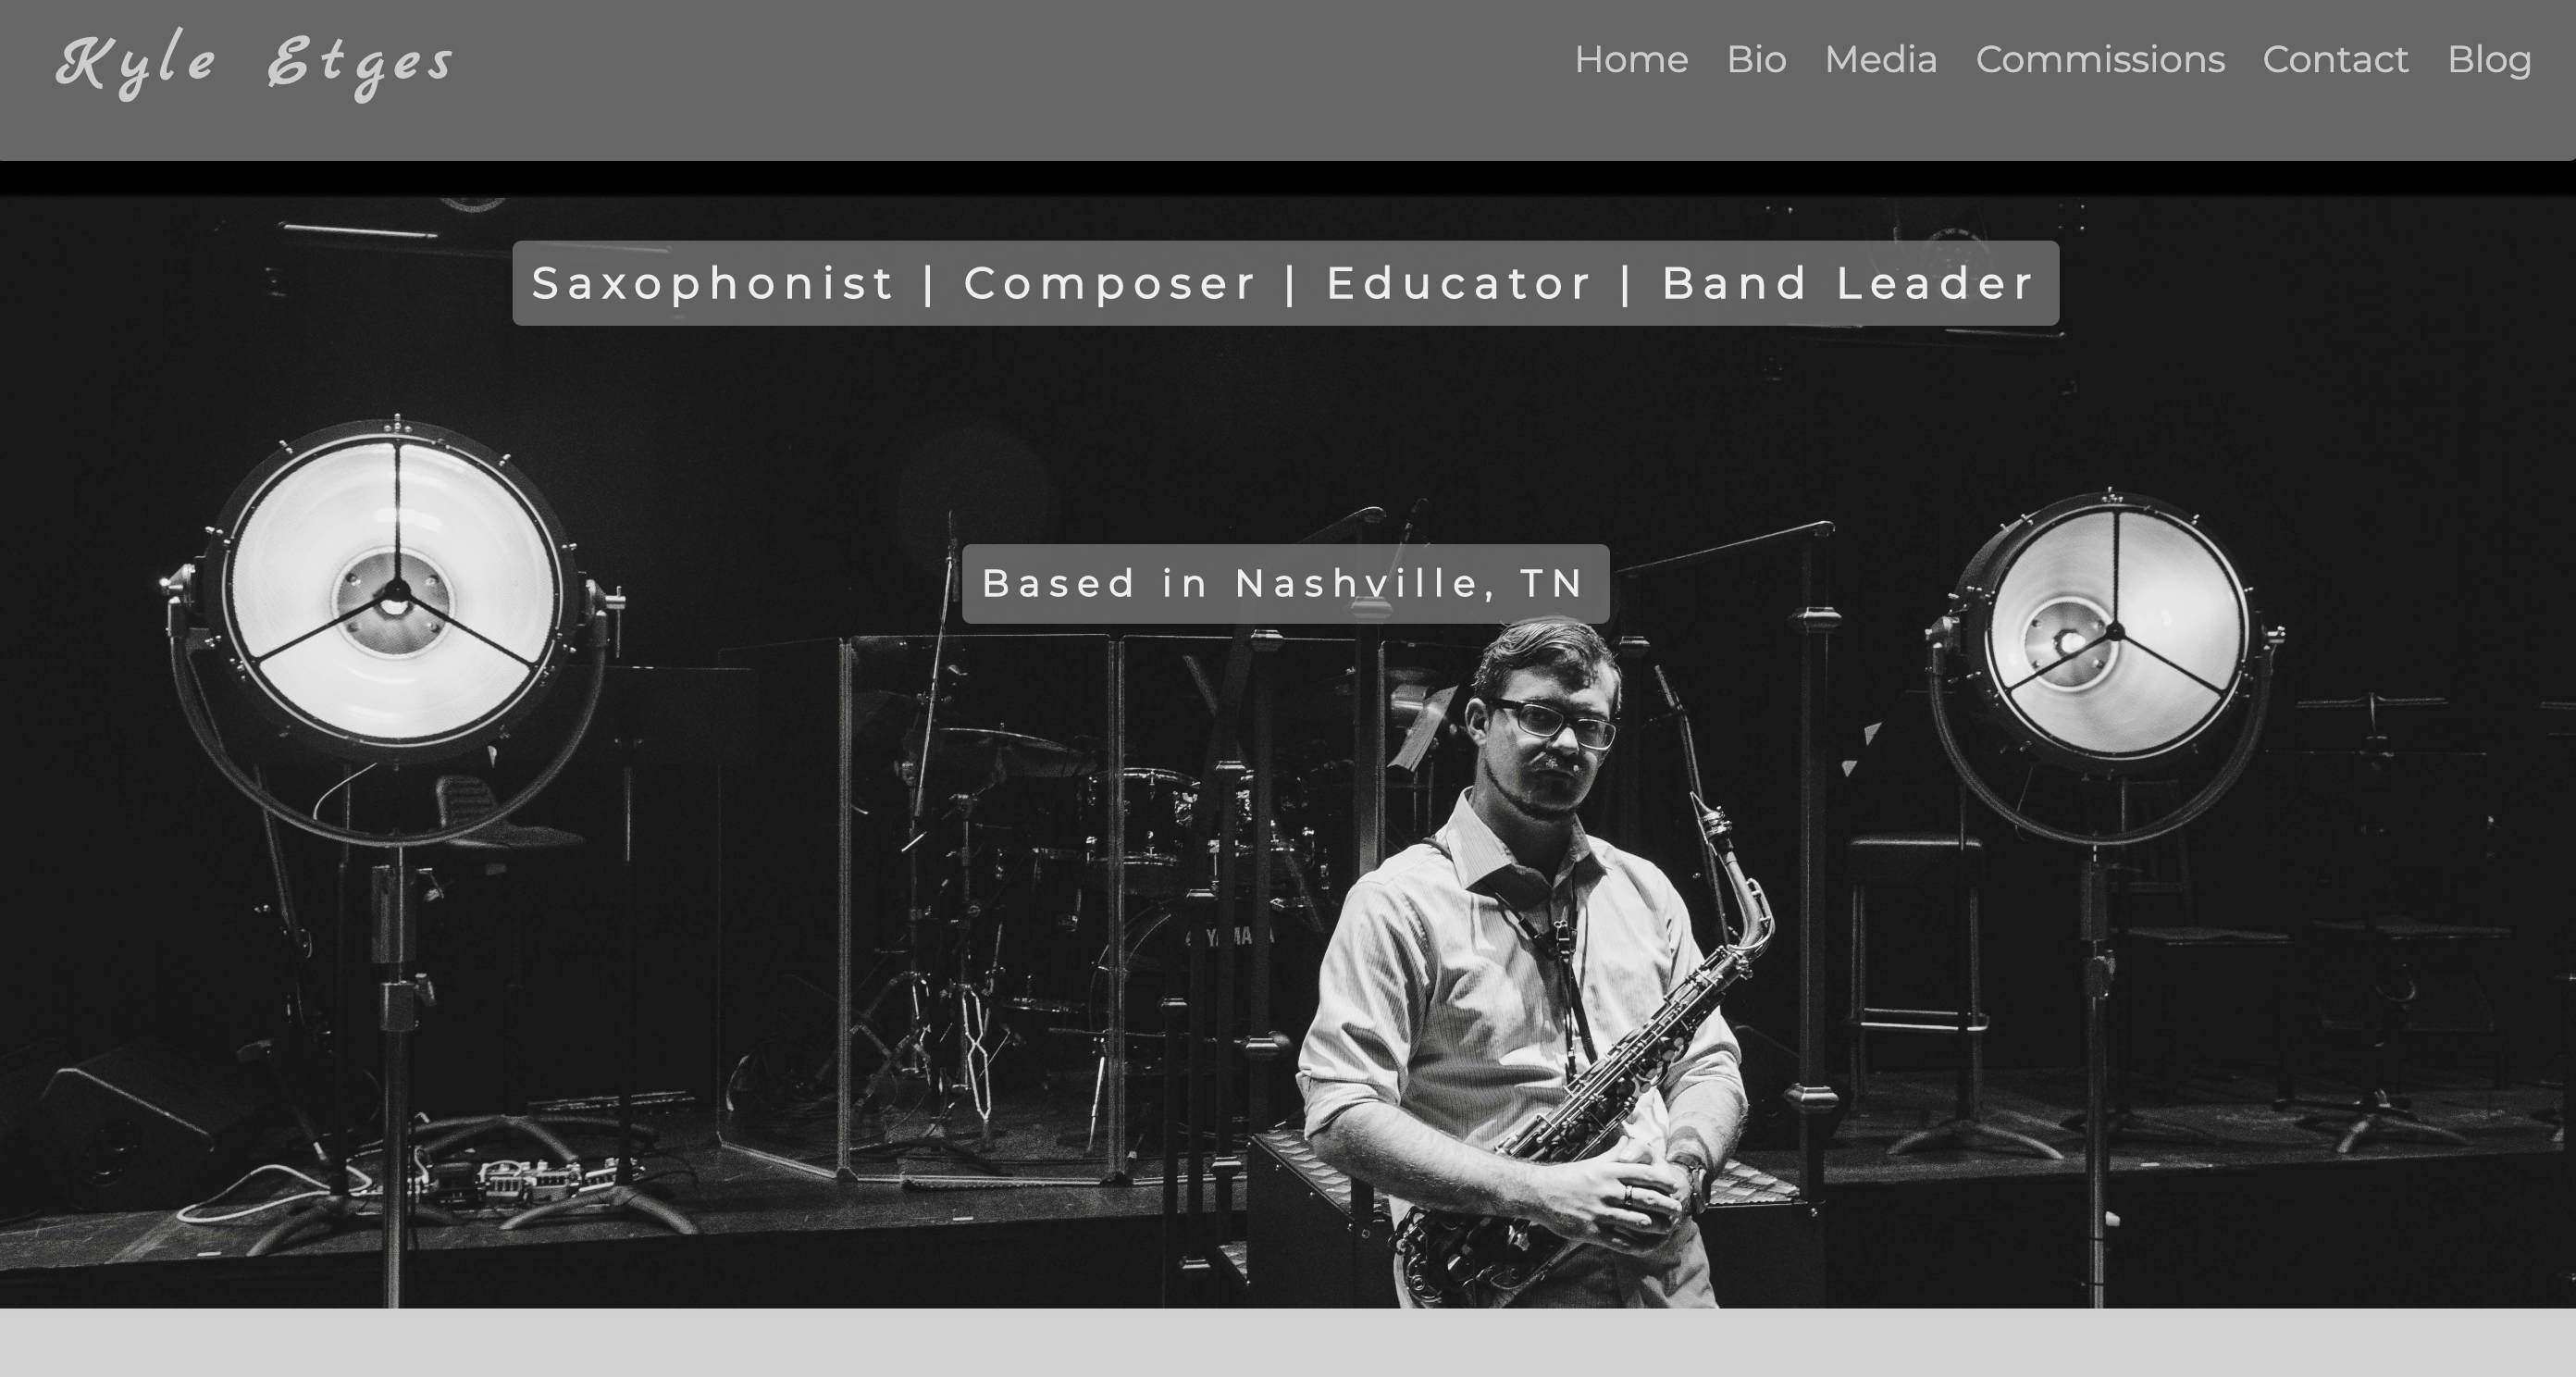 Kyle Etges
Home Bio Media Commissions Contact Blog
Saxophonist | Composer | Educator | Band Leader
Based in Nashville, TN
YAMAHA